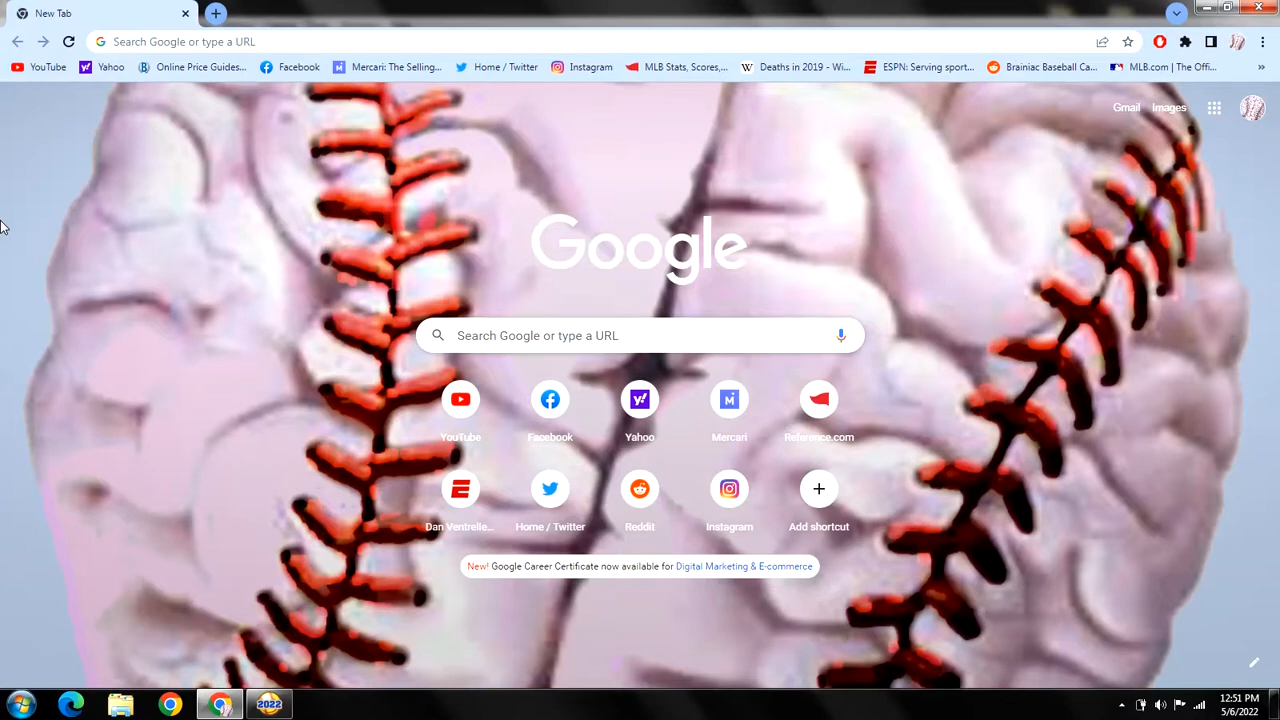 New Tab
Search Google or type a URL
YouTube Yahoo Online Price Guides... Facebook Mercari: The Selling... Home / Twitter Instagram MLB Stats, Scores,... Deaths in 2019 - Wi... ESPN: Serving sport... Brainiac Baseball Ca... MLB.com | The Offi... »
Gmail Images
Google
Search Google or type a URL
YouTube Facebook Yahoo Mercari Reference.com
Dan Ventrelle... Home / Twitter Reddit Instagram Add shortcut
New! Google Career Certificate now available for Digital Marketing & E-commerce
2022
12:51 PM
5/6/2022